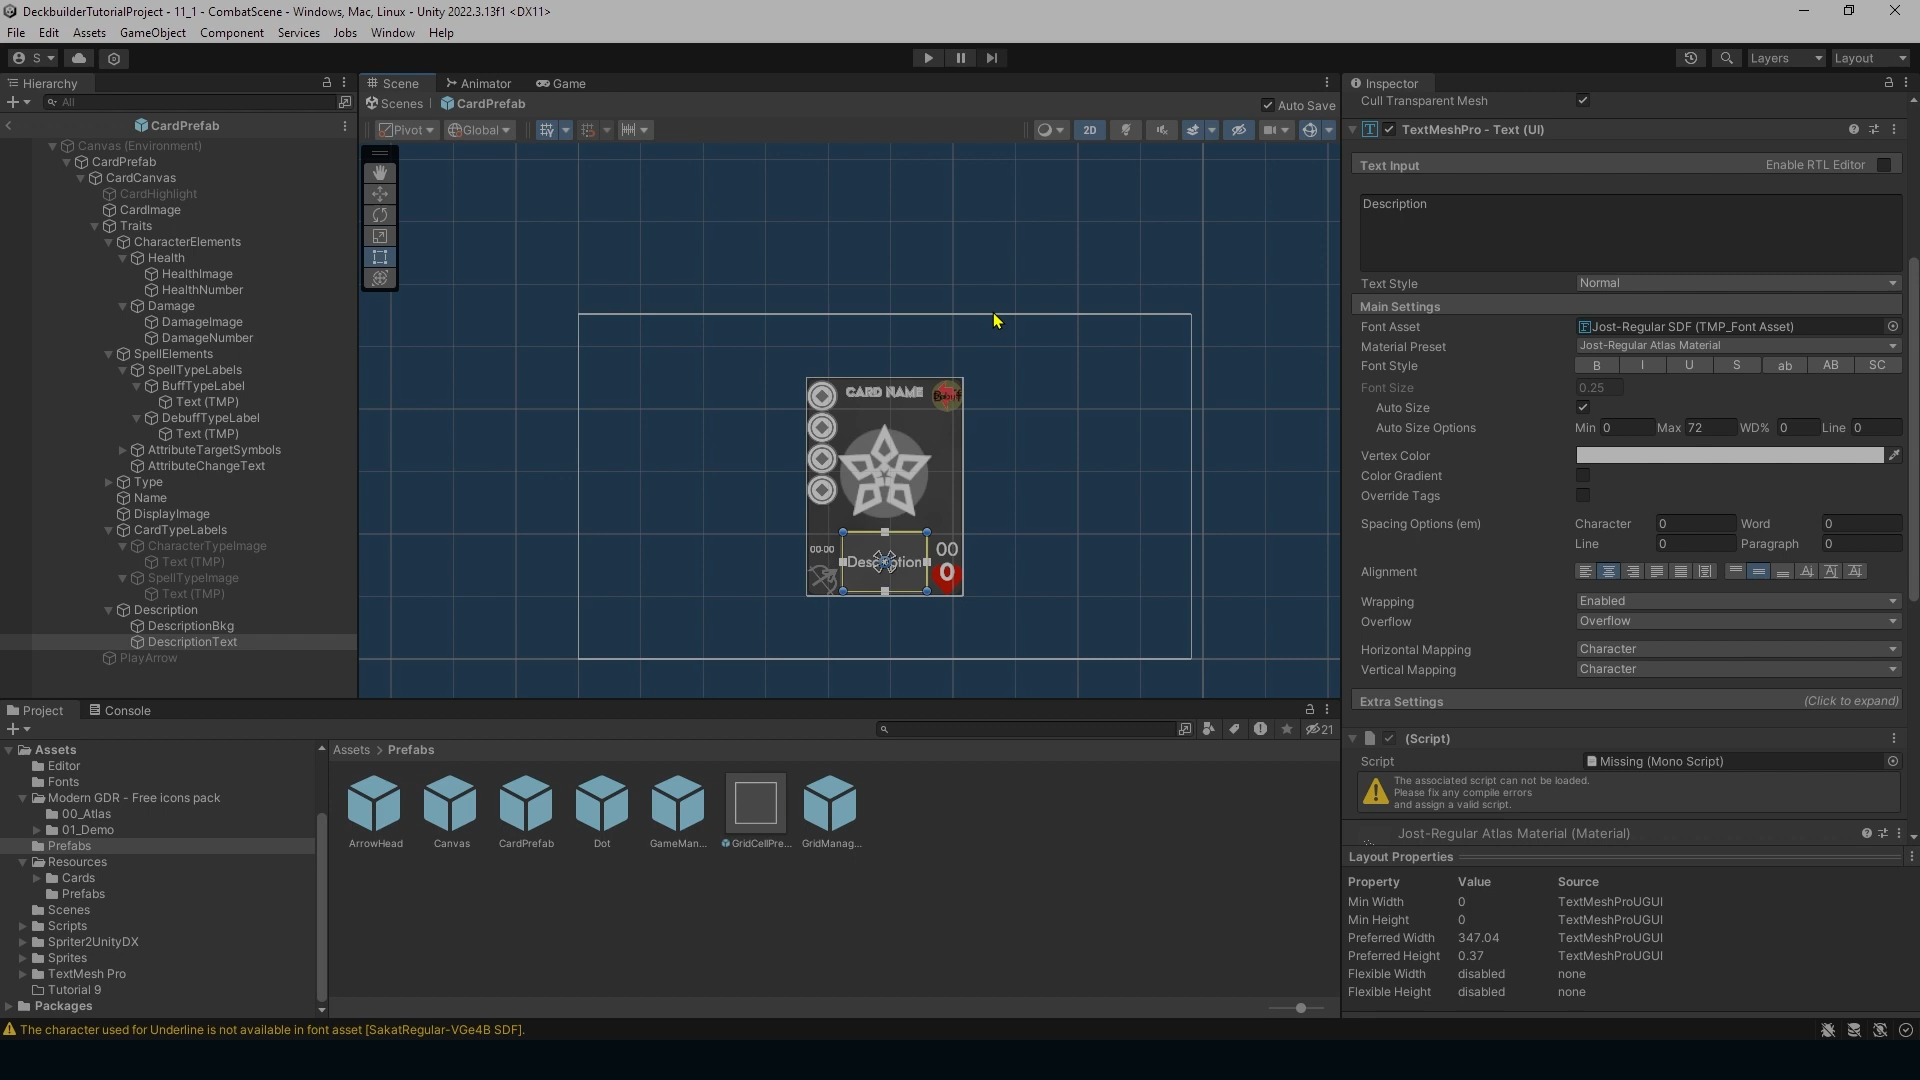 DeckbuilderTutorialProject - 11_1 - CombatScene - Windows, Mac, Linux - Unity 2022.3.13f1 <DX11>
File Edit Assets GameObject Component Services Jobs Window Help
S Layers Layout
Hierarchy
All
CardPrefab
Canvas (Environment)
CardPrefab
CardCanvas
CardHighlight
CardImage
Traits
CharacterElements
Health
HealthImage
HealthNumber
Damage
DamageImage
DamageNumber
SpellElements
SpellTypeLabels
BuffTypeLabel
Text (TMP)
DebuffTypeLabel
Text (TMP)
AttributeTargetSymbols
AttributeChangeText
Type
Name
DisplayImage
CardTypeLabels
CharacterTypeImage
Text (TMP)
SpellTypeImage
Text (TMP)
Description
DescriptionBkg
DescriptionText
PlayArrow
Scene Animator Game
Scenes CardPrefab Auto Save
Pivot Global 2D
CARD NAME
00-00
00
Description
0
Inspector
Cull Transparent Mesh
TextMeshPro - Text (UI)
Text Input Enable RTL Editor
Description
Text Style Normal
Main Settings
Font Asset Jost-Regular SDF (TMP_Font Asset)
Material Preset Jost-Regular Atlas Material
Font Style B I U S ab AB SC
Font Size 0.25
Auto Size
Auto Size Options Min 0 Max 72 WD% 0 Line 0
Vertex Color
Color Gradient
Override Tags
Spacing Options (em) Character 0 Word 0
Line 0 Paragraph 0
Alignment
Wrapping Enabled
Overflow Overflow
Horizontal Mapping Character
Vertical Mapping Character
Extra Settings (Click to expand)
(Script)
Script Missing (Mono Script)
The associated script can not be loaded.
Please fix any compile errors
and assign a valid script.
Jost-Regular Atlas Material (Material)
Layout Properties
Property Value Source
Min Width 0 TextMeshProUGUI
Min Height 0 TextMeshProUGUI
Preferred Width 347.04 TextMeshProUGUI
Preferred Height 0.37 TextMeshProUGUI
Flexible Width disabled none
Flexible Height disabled none
Project Console
21
Assets
Editor
Fonts
Modern GDR - Free icons pack
00_Atlas
01_Demo
Prefabs
Resources
Cards
Prefabs
Scenes
Scripts
Spriter2UnityDX
Sprites
TextMesh Pro
Tutorial 9
Packages
Assets > Prefabs
ArrowHead Canvas CardPrefab Dot GameMan... GridCellPre... GridManag...
The character used for Underline is not available in font asset [SakatRegular-VGe4B SDF].